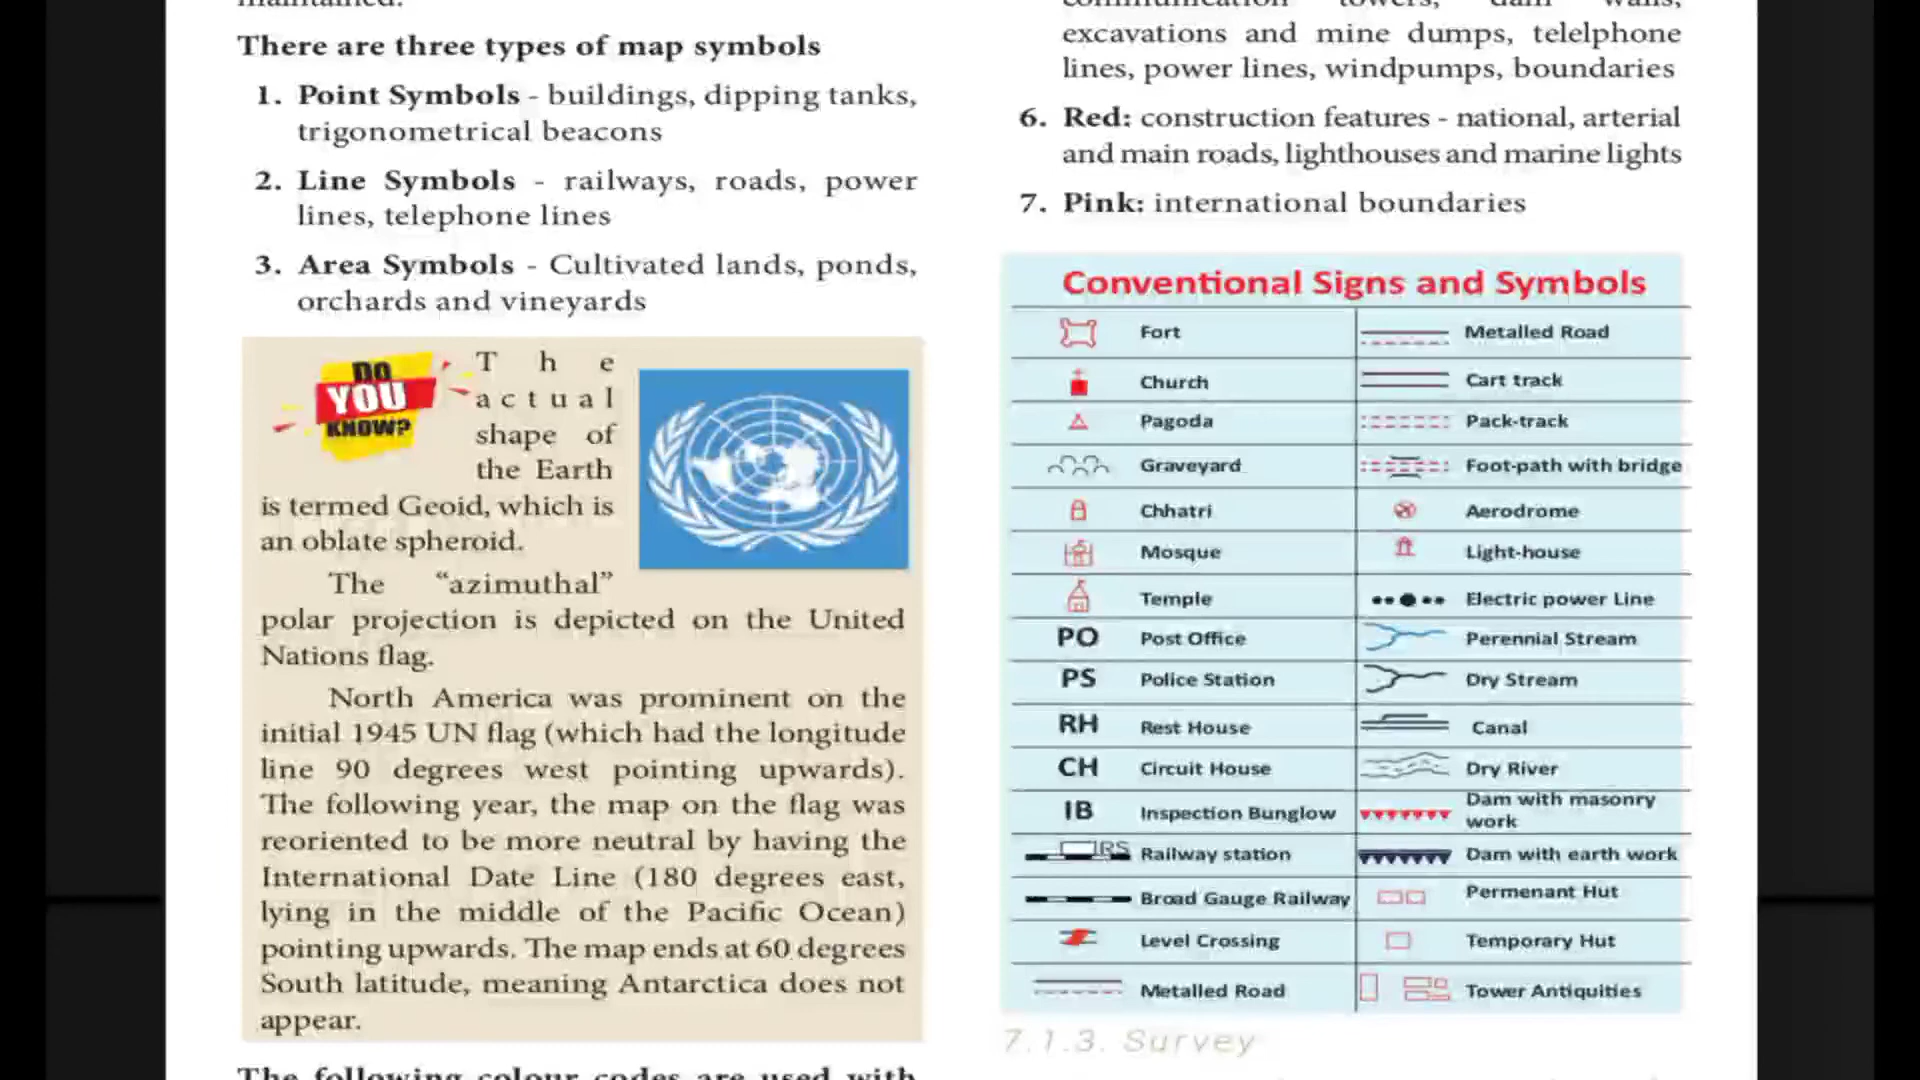 maintained.
There are three types of map symbols
1. Point Symbols - buildings, dipping tanks,
trigonometrical beacons
2. Line Symbols - railways, roads, power
lines, telephone lines
3. Area Symbols - Cultivated lands, ponds,
orchards and vineyards
DO
YOU
KNOW?
The
actual
shape of
the Earth
is termed Geoid, which is
an oblate spheroid.
The "azimuthal"
polar projection is depicted on the United
Nations flag.
North America was prominent on the
initial 1945 UN flag (which had the longitude
line 90 degrees west pointing upwards).
The following year, the map on the flag was
reoriented to be more neutral by having the
International Date Line (180 degrees east,
lying in the middle of the Pacific Ocean)
pointing upwards. The map ends at 60 degrees
South latitude, meaning Antarctica does not
appear.
The following colour codes are used with
communication towers, dam walls,
excavations and mine dumps, telelphone
lines, power lines, windpumps, boundaries
6. Red: construction features - national, arterial
and main roads, lighthouses and marine lights
7. Pink: international boundaries
Conventional Signs and Symbols
Fort Metalled Road
Church Cart track
Pagoda Pack-track
Graveyard Foot-path with bridge
Chhatri Aerodrome
Mosque Light-house
Temple Electric power Line
PO Post Office Perennial Stream
PS Police Station Dry Stream
RH Rest House Canal
CH Circuit House Dry River
IB Inspection Bunglow Dam with masonry
work
RS Railway station Dam with earth work
Broad Gauge Railway Permenant Hut
Level Crossing Temporary Hut
Metalled Road Tower Antiquities
7.1.3. Survey